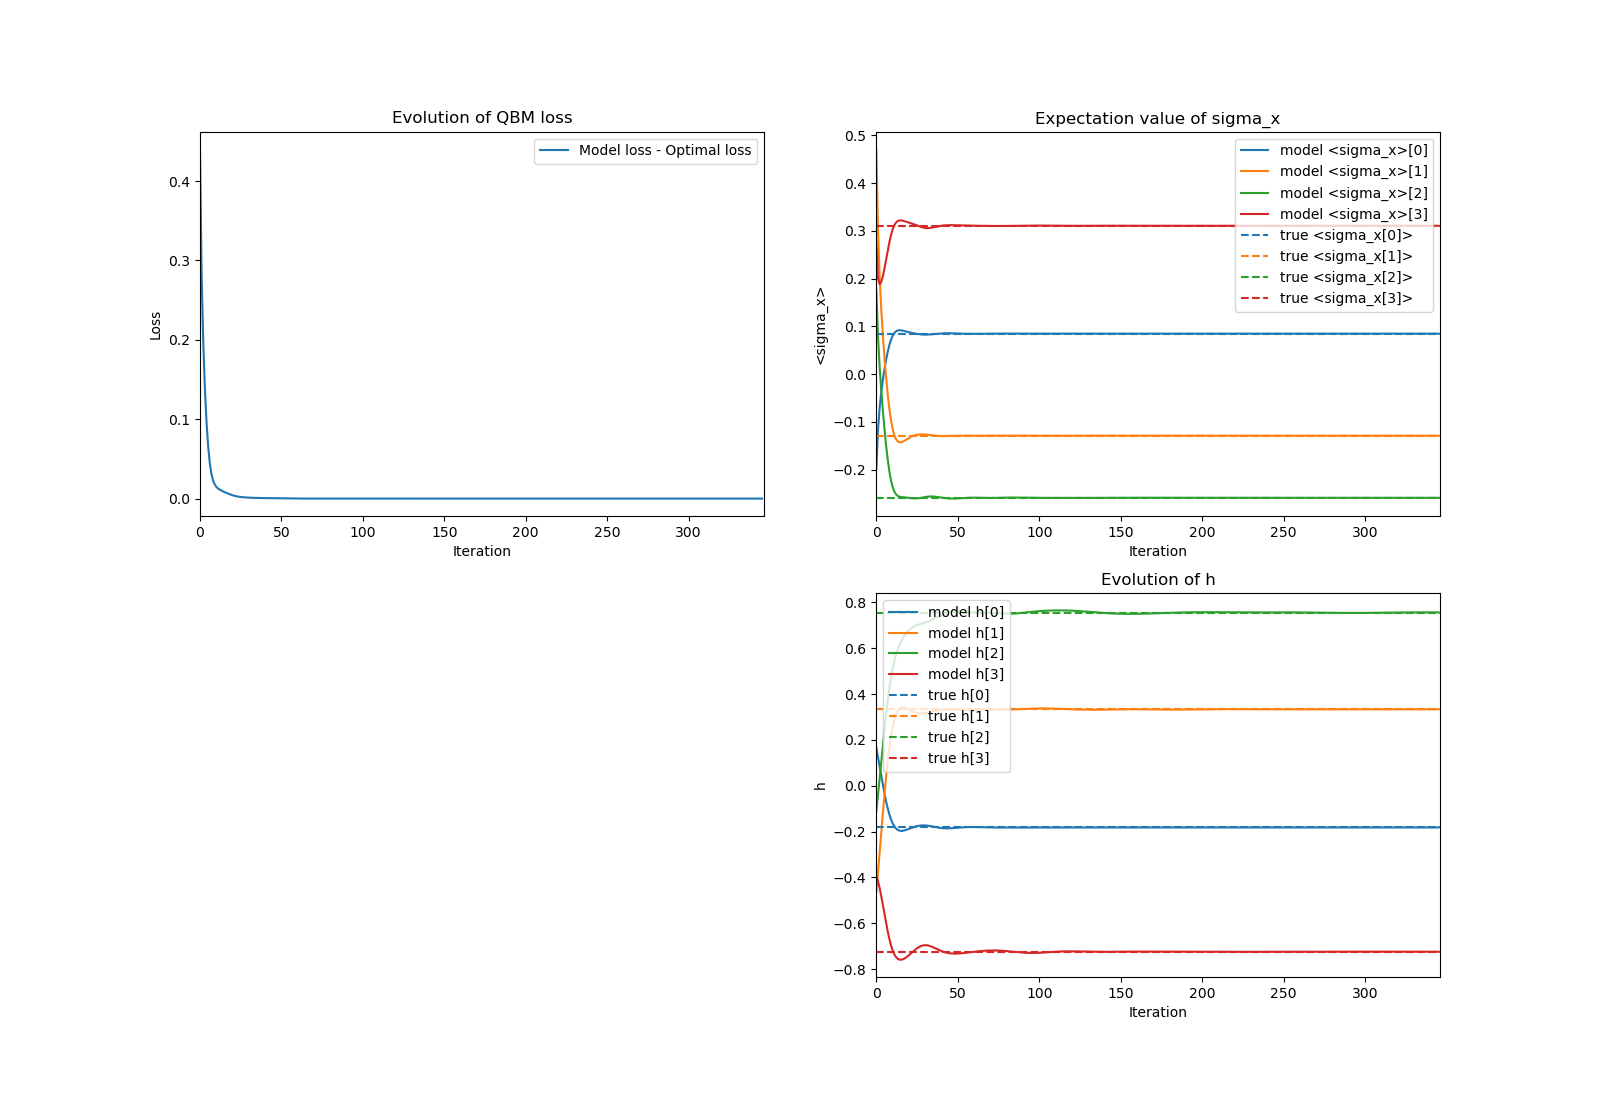 Evolution of QBM loss
Model loss - Optimal loss
Loss
0.4
0.3
0.2
0.1
0.0
0 50 100 150 200 250 300
Iteration
Expectation value of sigma_x
model <sigma_x>[0]
model <sigma_x>[1]
model <sigma_x>[2]
model <sigma_x>[3]
true <sigma_x[0]>
true <sigma_x[1]>
true <sigma_x[2]>
true <sigma_x[3]>
<sigma_x>
0.5
0.4
0.3
0.2
0.1
0.0
−0.1
−0.2
0 50 100 150 200 250 300
Iteration
Evolution of h
model h[0]
model h[1]
model h[2]
model h[3]
true h[0]
true h[1]
true h[2]
true h[3]
h
0.8
0.6
0.4
0.2
0.0
−0.2
−0.4
−0.6
−0.8
0 50 100 150 200 250 300
Iteration